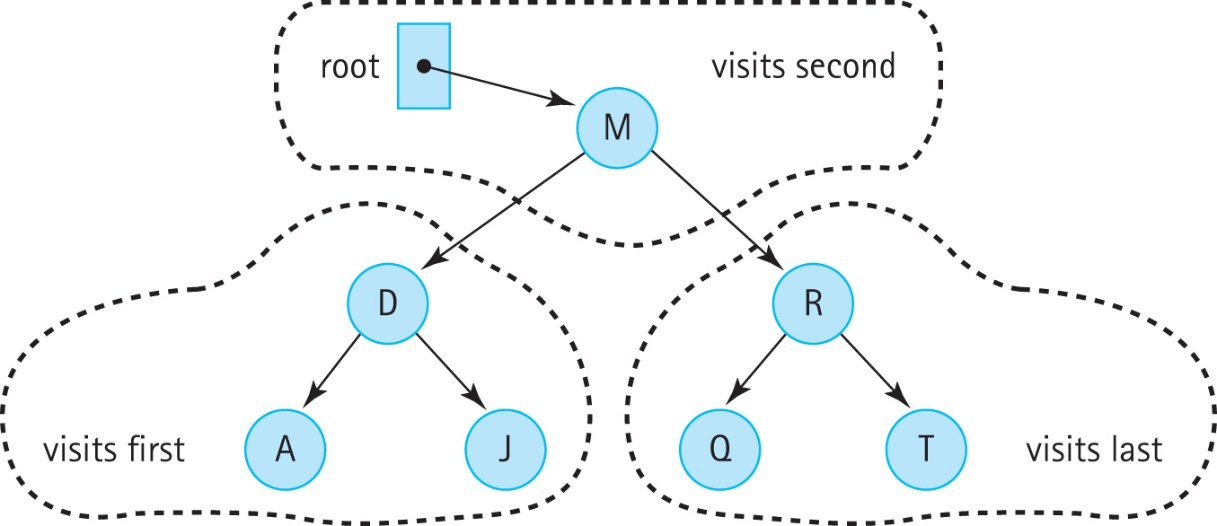 root
visits second
M
D
R
visits first
A
J
Q
T
visits last